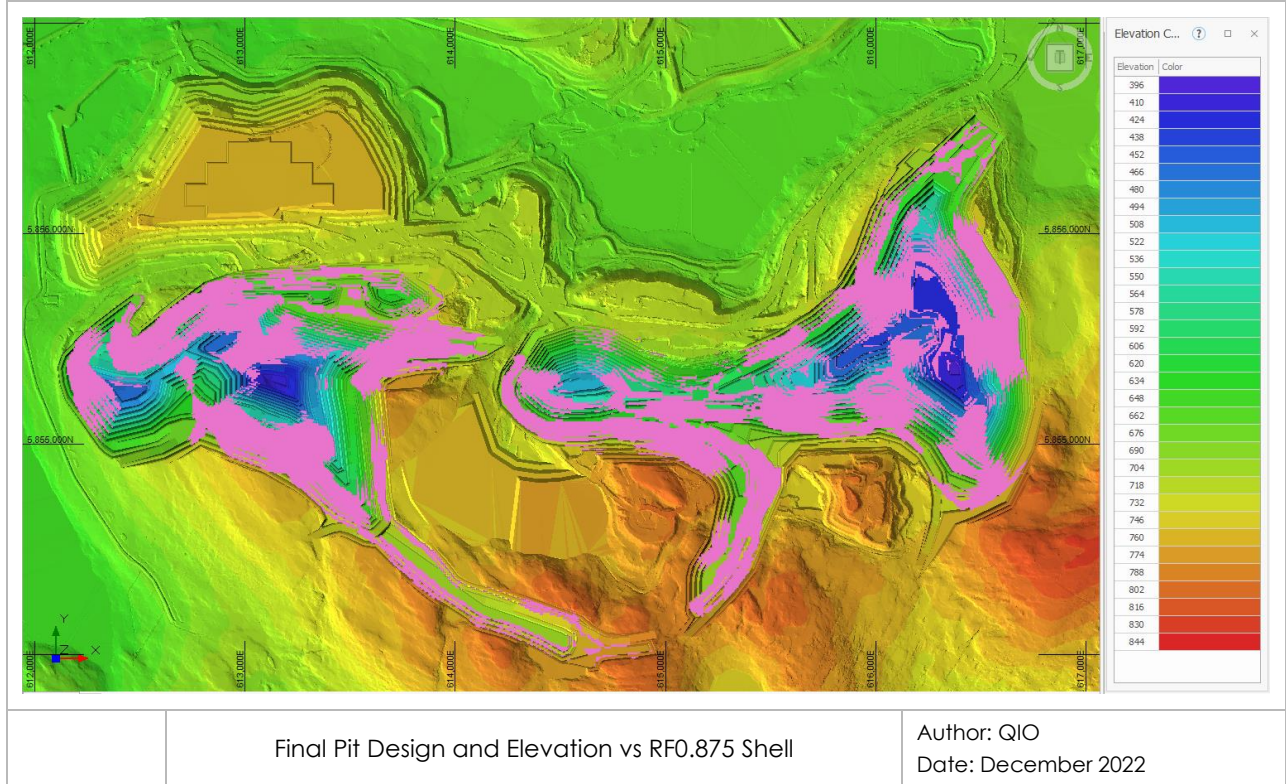 612,000E
613,000E
614,000E
615,000E
616,000E
617,000E
N
E
S
5,856,000N
5,856,000N
5,855,000N
5,855,000N
Y
Z
X
612,000E
613,000E
614,000E
615,000E
616,000E
617,000E
Elevation C... ?
Elevation Color
396
410
424
438
452
466
480
494
508
522
536
550
564
578
592
606
620
634
648
662
676
690
704
718
732
746
760
774
788
802
816
830
844
Final Pit Design and Elevation vs RF0.875 Shell
Author: QIO
Date: December 2022